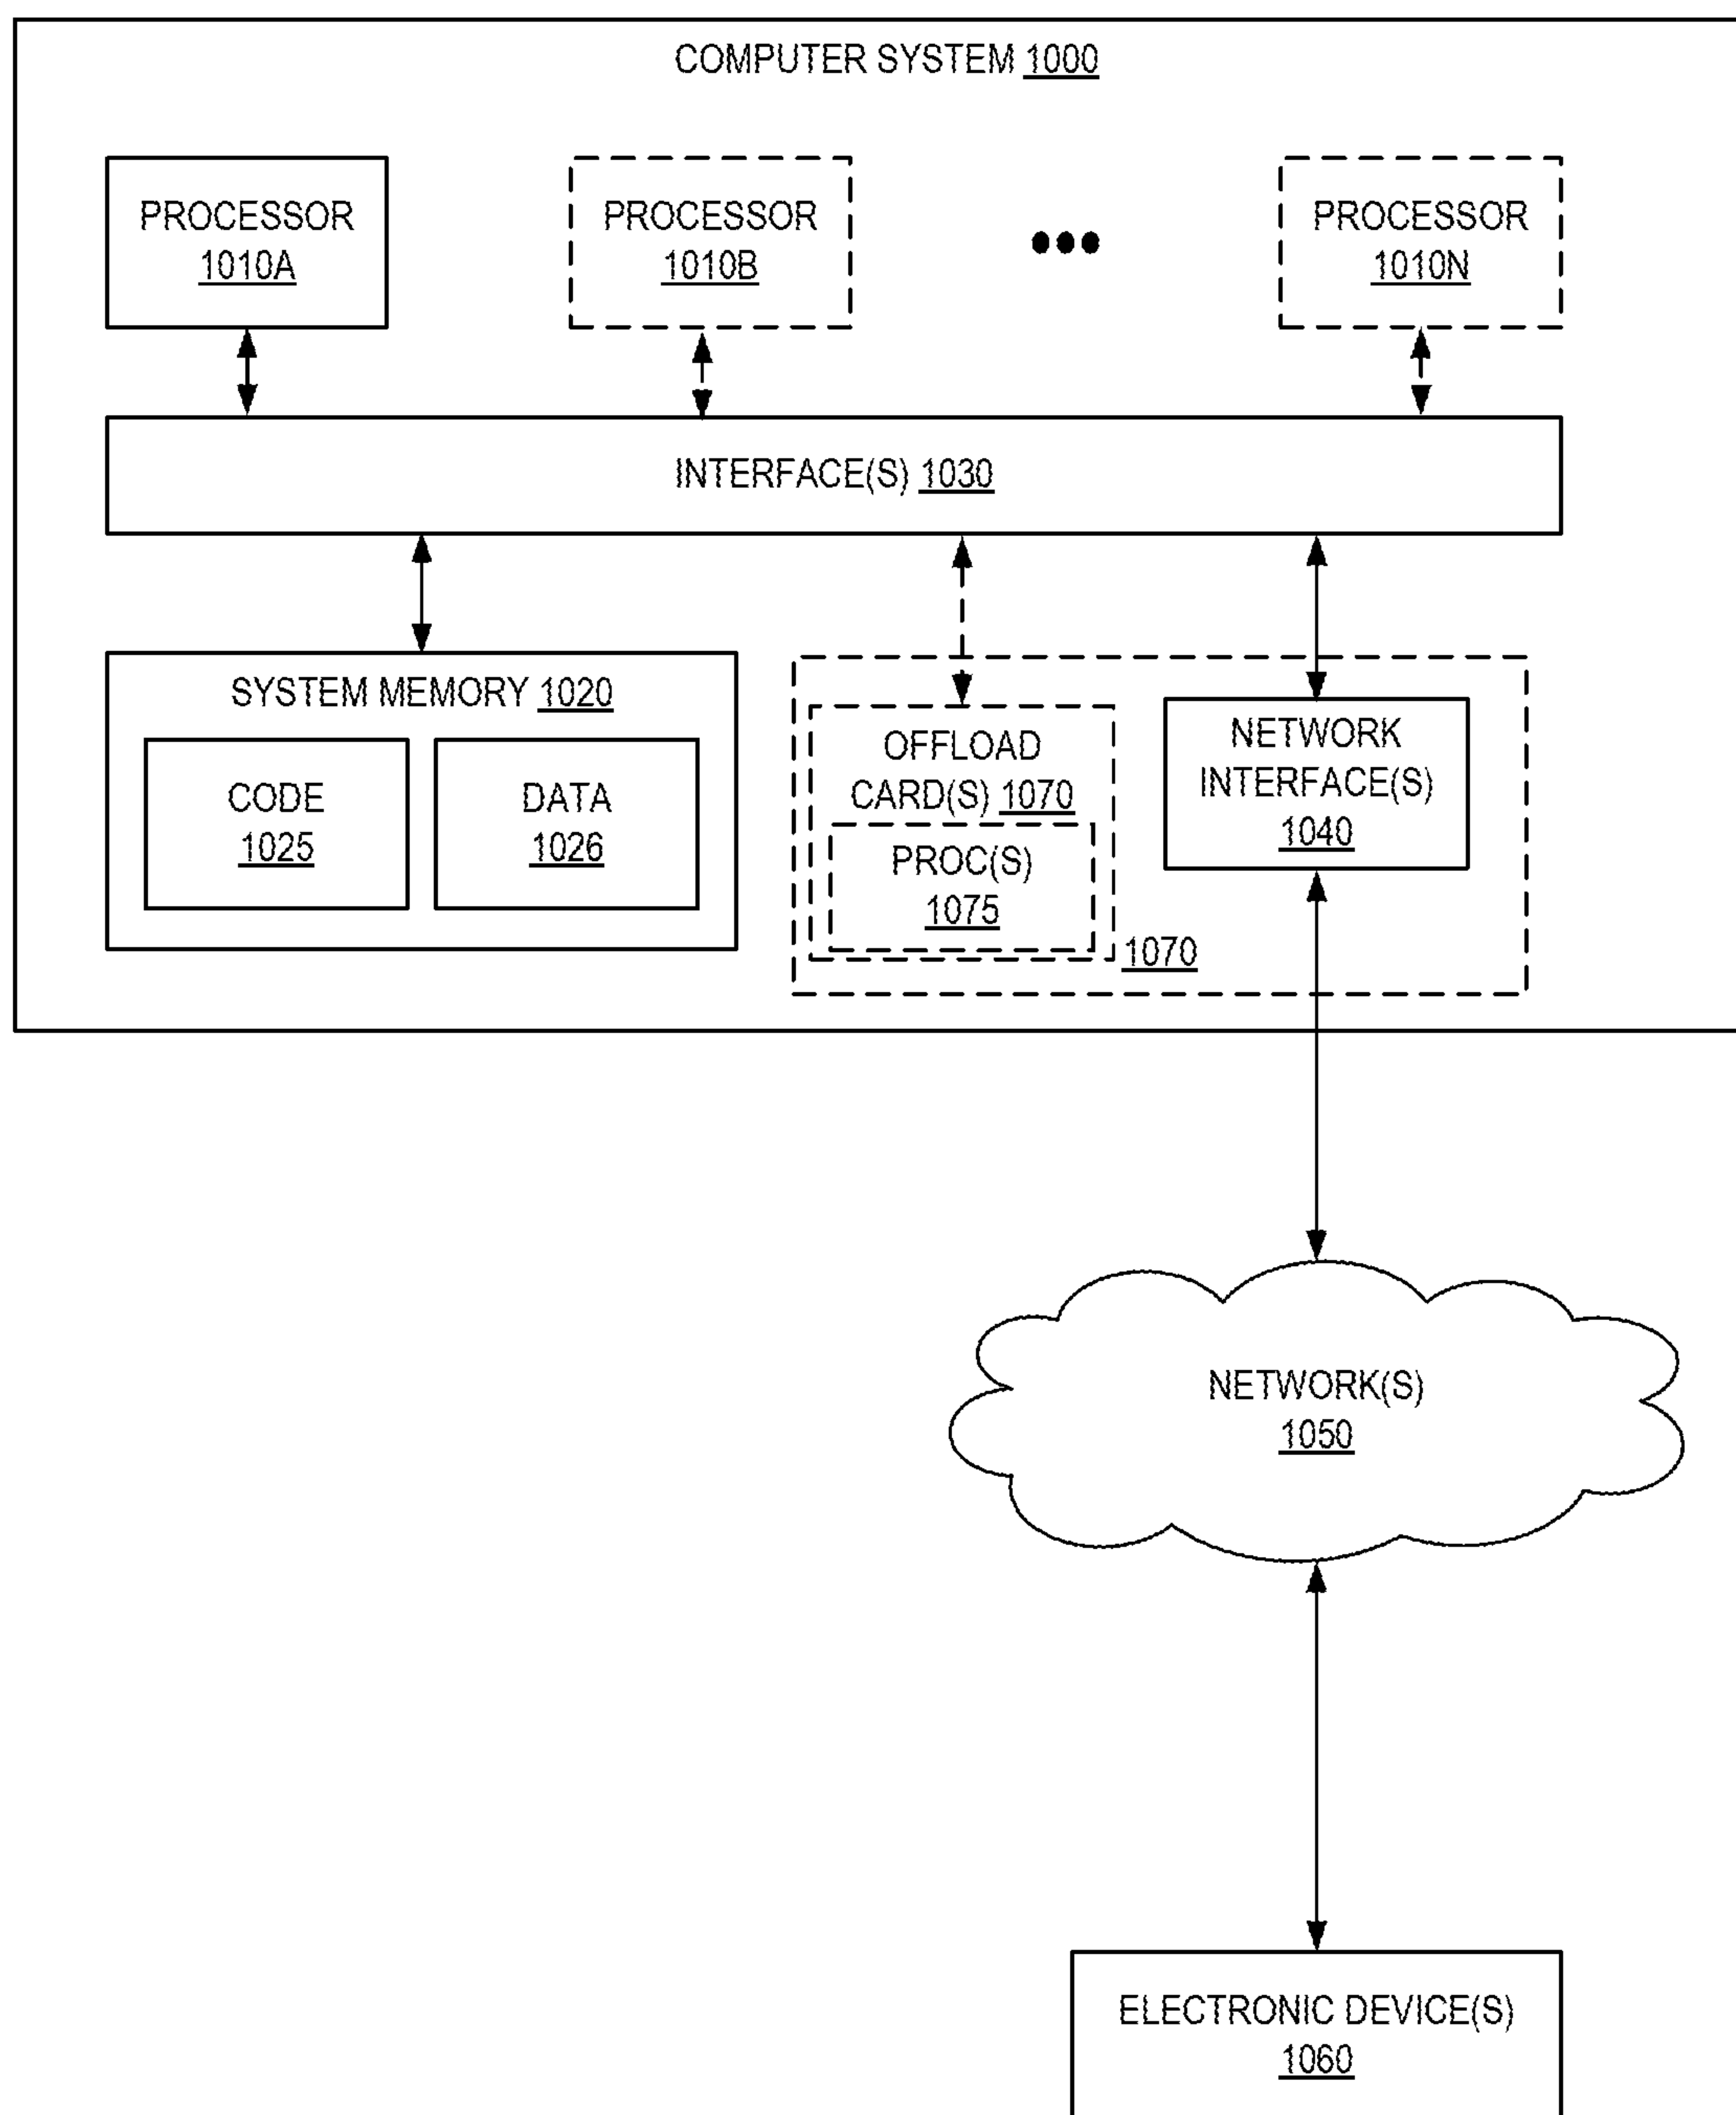 COMPUTER SYSTEM 1000
PROCESSOR
1010A
PROCESSOR
1010B
PROCESSOR
1010N
INTERFACE(S) 1030
SYSTEM MEMORY 1020
CODE
1025
DATA
1026
OFFLOAD
CARD(S) 1070
PROC(S)
1075
1070
NETWORK
INTERFACE(S)
1040
NETWORK(S)
1050
ELECTRONIC DEVICE(S)
1060